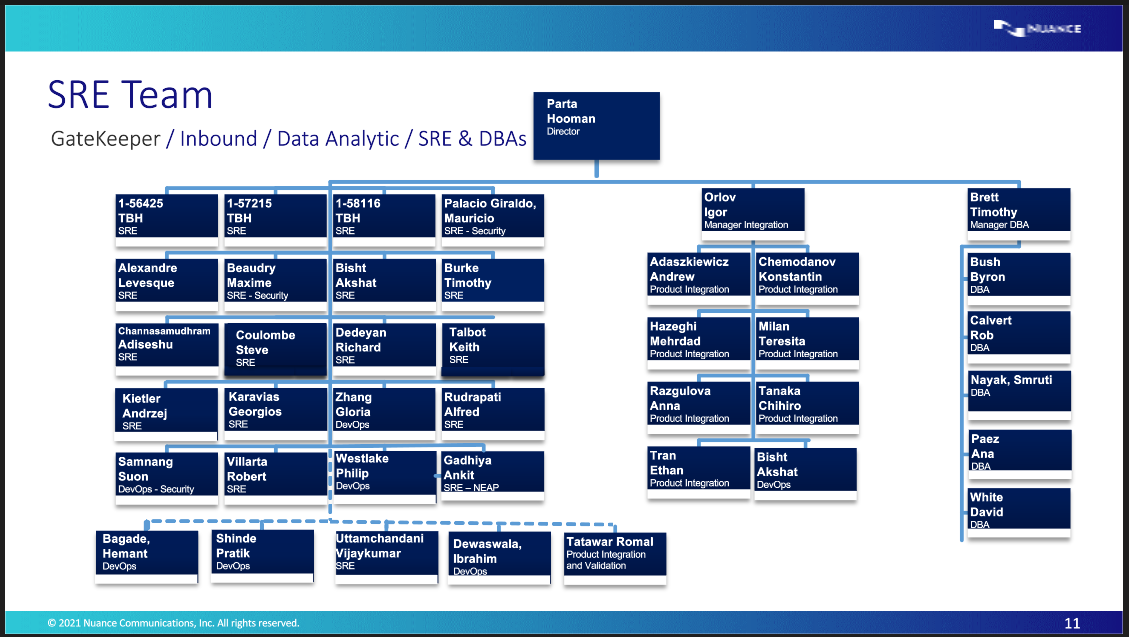 NUANCE
SRE Team
GateKeeper / Inbound / Data Analytic / SRE & DBAs
Parta
Hooman
Director
1-56425
TBH
SRE
1-57215
TBH
SRE
1-58116
TBH
SRE
Palacio Giraldo,
Mauricio
SRE - Security
Orlov
Igor
Manager Integration
Brett
Timothy
Manager DBA
Alexandre
Levesque
SRE
Beaudry
Maxime
SRE - Security
Bisht
Akshat
SRE
Burke
Timothy
SRE
Adaszkiewicz
Andrew
Product Integration
Chemodanov
Konstantin
Product Integration
Bush
Byron
DBA
Channasamudhram
Adiseshu
SRE
Coulombe
Steve
SRE
Dedeyan
Richard
SRE
Talbot
Keith
SRE
Hazeghi
Mehrdad
Product Integration
Milan
Teresita
Product Integration
Calvert
Rob
DBA
Kietler
Andrzej
SRE
Karavias
Georgios
SRE
Zhang
Gloria
DevOps
Rudrapati
Alfred
SRE
Razgulova
Anna
Product Integration
Tanaka
Chihiro
Product Integration
Nayak, Smruti
DBA
Samnang
Suon
DevOps - Security
Villarta
Robert
SRE
Westlake
Philip
DevOps
Gadhiya
Ankit
SRE – NEAP
Tran
Ethan
Product Integration
Bisht
Akshat
DevOps
Paez
Ana
DBA
White
David
DBA
Bagade,
Hemant
DevOps
Shinde
Pratik
DevOps
Uttamchandani
Vijaykumar
SRE
Dewaswala,
Ibrahim
DevOps
Tatawar Romal
Product Integration
and Validation
© 2021 Nuance Communications, Inc. All rights reserved.
11